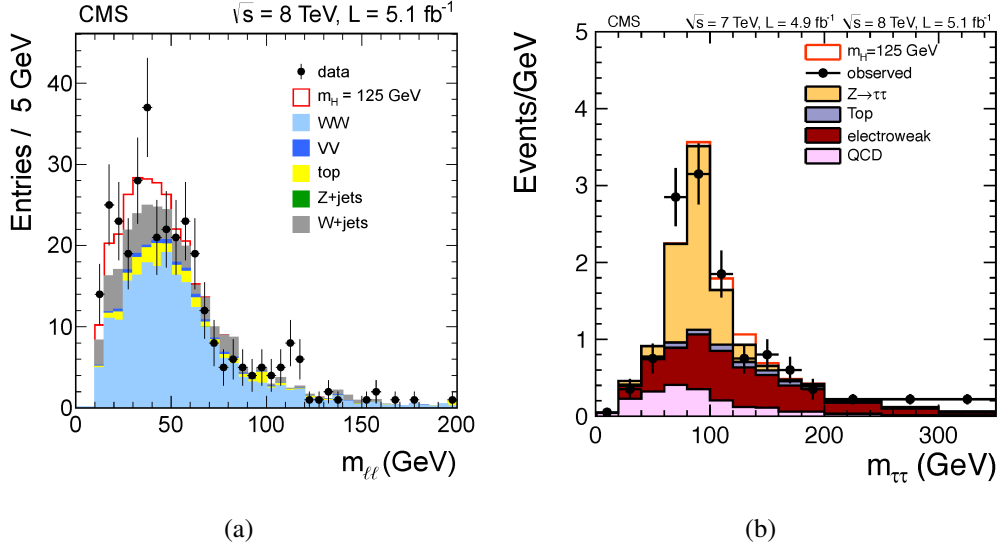 CMS √s = 8 TeV, L = 5.1 fb⁻¹
Entries / 5 GeV
40
30
20
10
0
0 50 100 150 200
data
m_H = 125 GeV
WW
VV
top
Z+jets
W+jets
m_ℓℓ (GeV)
(a)
CMS √s = 7 TeV, L = 4.9 fb⁻¹ √s = 8 TeV, L = 5.1 fb⁻¹
Events/GeV
5
4
3
2
1
0
0 100 200 300
m_H=125 GeV
observed
Z→ττ
Top
electroweak
QCD
m_ττ (GeV)
(b)